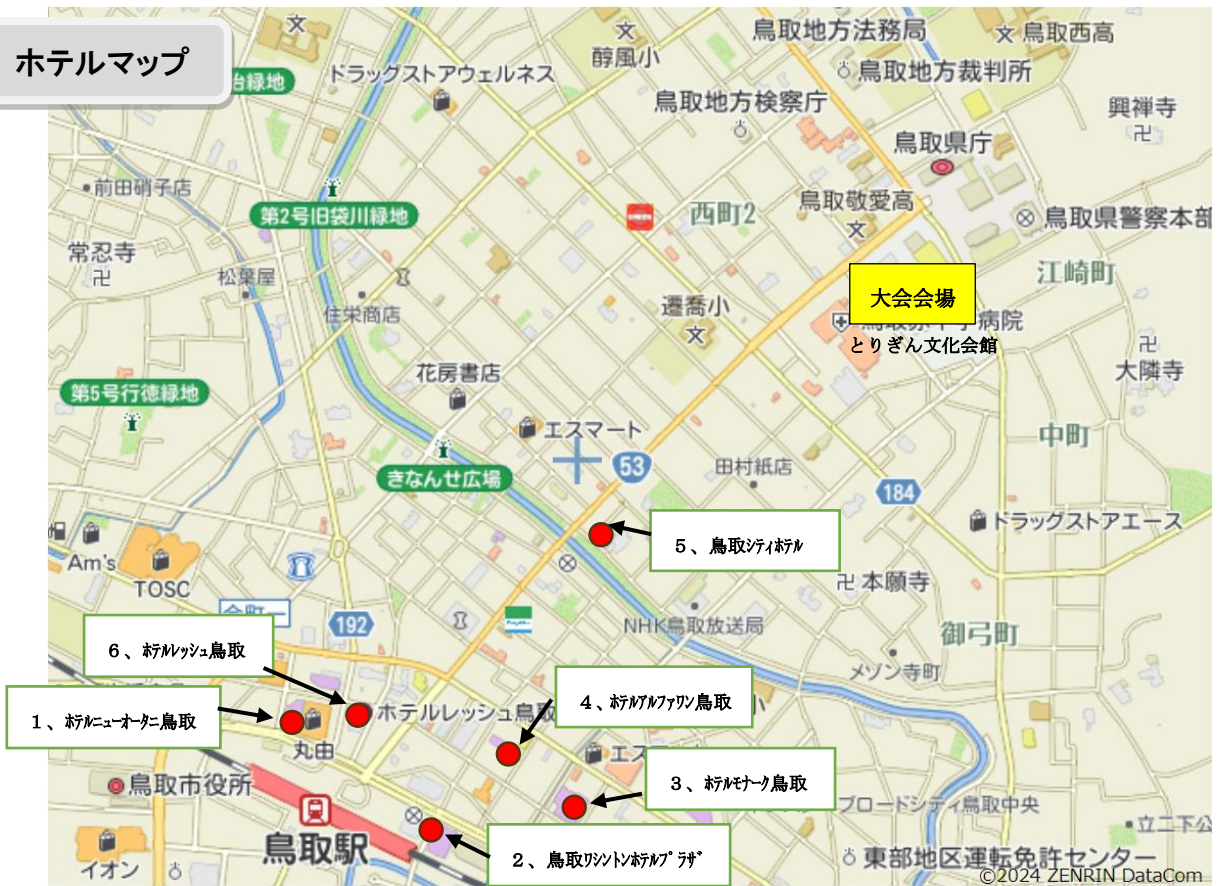 ホテルマップ
文
文
醇風小
鳥取地方法務局
文 鳥取西高
治緑地
ドラッグストアウェルネス
鳥取地方裁判所
鳥取地方検察庁
興禅寺
卍
鳥取県庁
前田硝子店
第2号旧袋川緑地
西町2
鳥取敬愛高
文
鳥取県警察本部
常忍寺
卍
松葉屋
江崎町
大会会場
住栄商店
遷喬小
文
病院
とりぎん文化会館
卍
大隣寺
花房書店
第5号行徳緑地
エスマート
中町
53
田村紙店
きなんせ広場
184
ドラッグストアエース
5、鳥取シティホテル
Am's
TOSC
卍 本願寺
192
NHK鳥取放送局
御弓町
6、ホテルレッシュ鳥取
メゾン寺町
4、ホテルアルファワン鳥取
1、ホテルニューオータニ鳥取
ホテルレッシュ鳥取
丸由
エス
3、ホテルモナーク鳥取
鳥取市役所
ブロードシティ鳥取中央
立二下公
鳥取駅
2、鳥取ワシントンホテルプラザ
イオン
東部地区運転免許センター
©2024 ZENRIN DataCom